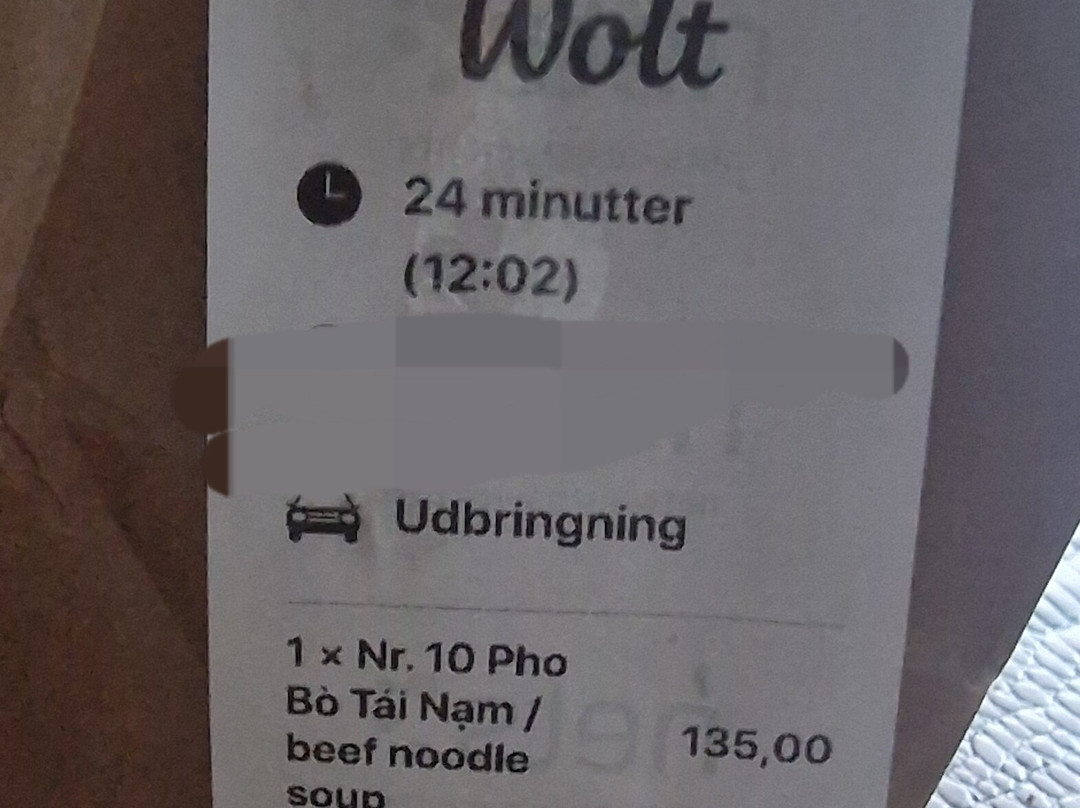 Wolt
24 minutter
(12:02)
Udbringning
1 x Nr. 10 Pho
Bò Tái Nạm /
beef noodle
soup
135,00